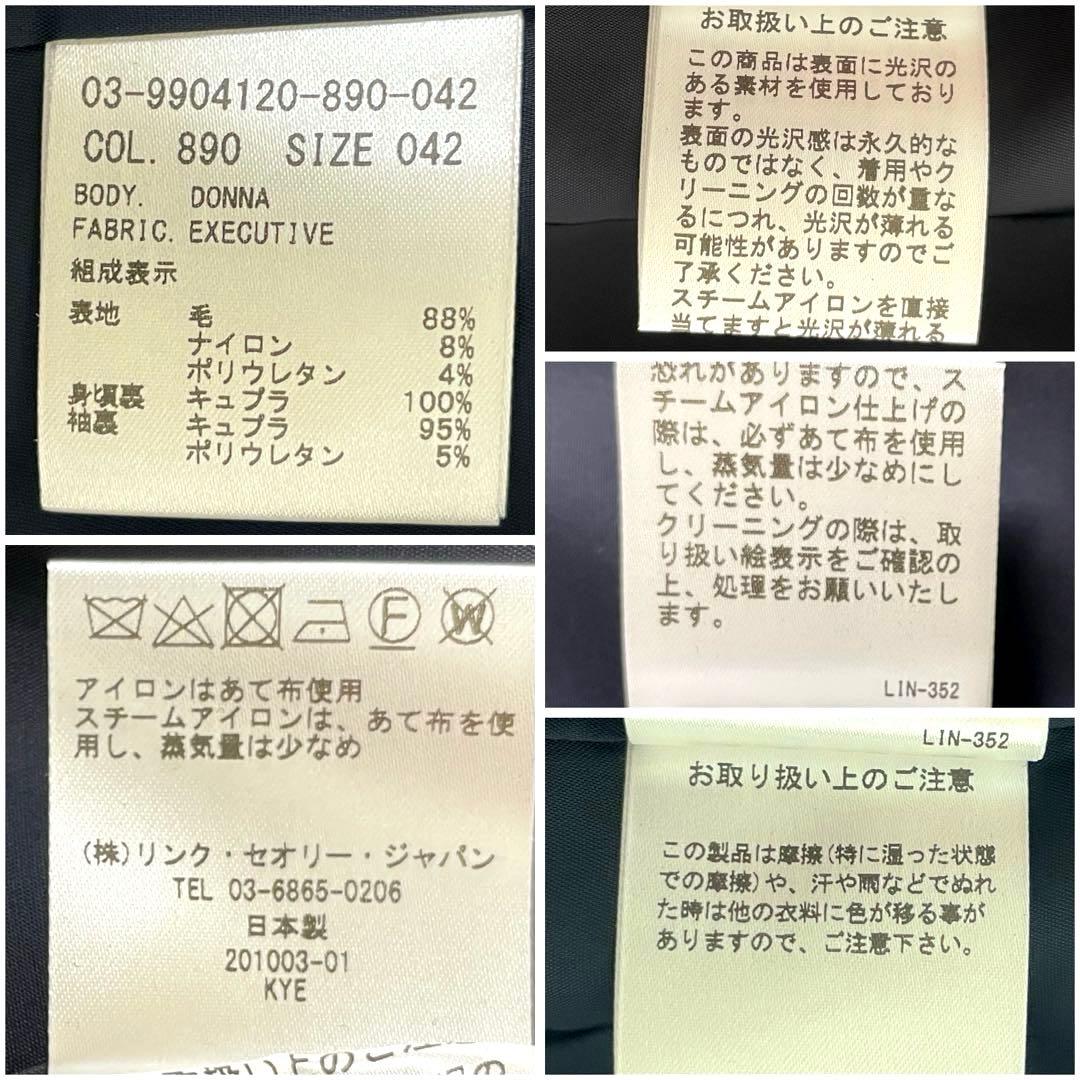 03-9904120-890-042
COL. 890 SIZE 042
BODY. DONNA
FABRIC. EXECUTIVE
組成表示
表地 毛 88%
ナイロン 8%
ポリウレタン 4%
身頃裏 キュプラ 100%
袖裏 キュプラ 95%
ポリウレタン 5%
アイロンはあて布使用
スチームアイロンは、あて布を使
用し、蒸気量は少なめ
(株)リンク・セオリー・ジャパン
TEL 03-6865-0206
日本製
201003-01
KYE
取扱い上のご注意
お取扱い上のご注意
この商品は表面に光沢の
ある素材を使用しており
ます。
表面の光沢感は永久的な
ものではなく、着用やク
リーニングの回数が重な
るにつれ、光沢が薄れる
可能性がありますのでご
了承ください。
スチームアイロンを直接
当てますと光沢が薄れる
恐れがありますので、ス
チームアイロン仕上げの
際は、必ずあて布を使用
し、蒸気量は少なめにし
てください。
クリーニングの際は、取
り扱い絵表示をご確認の
上、処理をお願いいたし
ます。
LIN-352
LIN-352
お取り扱い上のご注意
この製品は摩擦(特に湿った状態
での摩擦)や、汗や雨などでぬれ
た時は他の衣料に色が移る事が
ありますので、ご注意下さい。